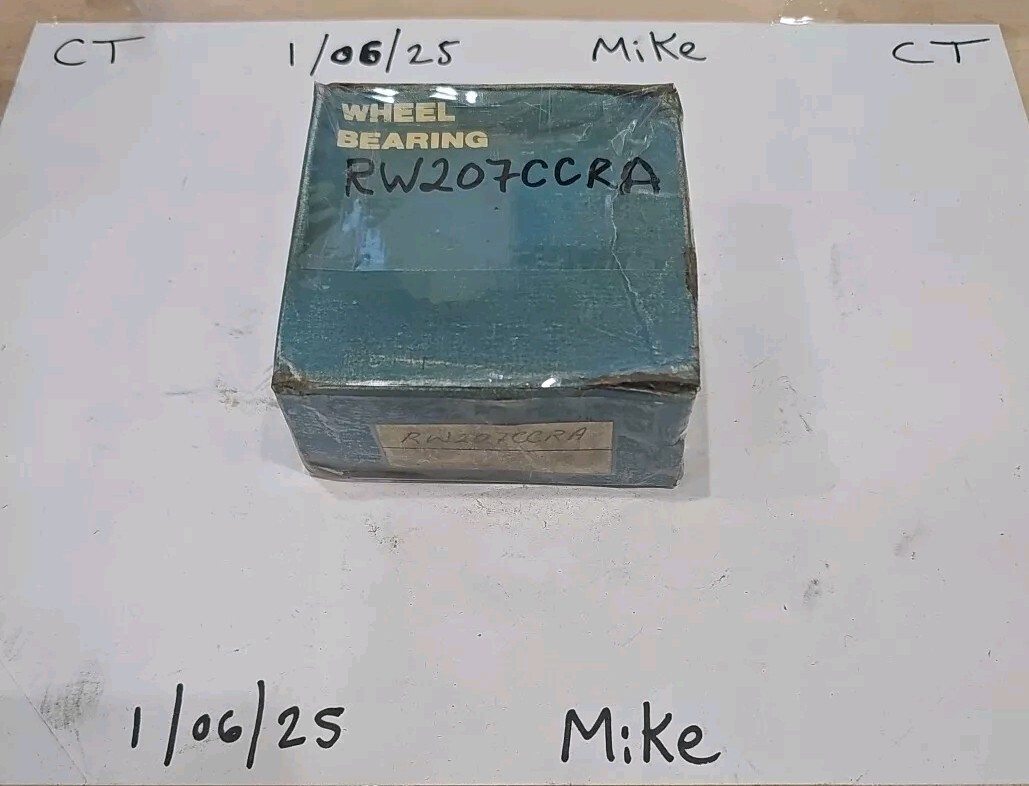 CT 1/06/25 Mike CT
WHEEL
BEARING
RW207CCRA
RW207CCRA
1/06/25 Mike